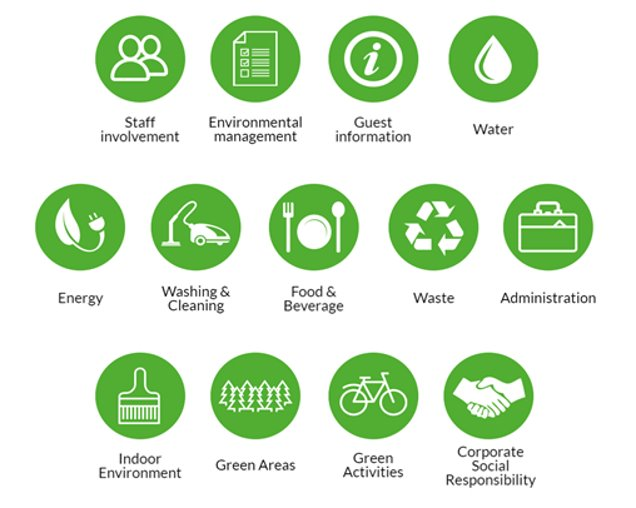 Staff
involvement
Environmental
management
Guest
information
Water
Energy
Washing &
Cleaning
Food &
Beverage
Waste
Administration
Indoor
Environment
Green Areas
Green
Activities
Corporate
Social
Responsibility